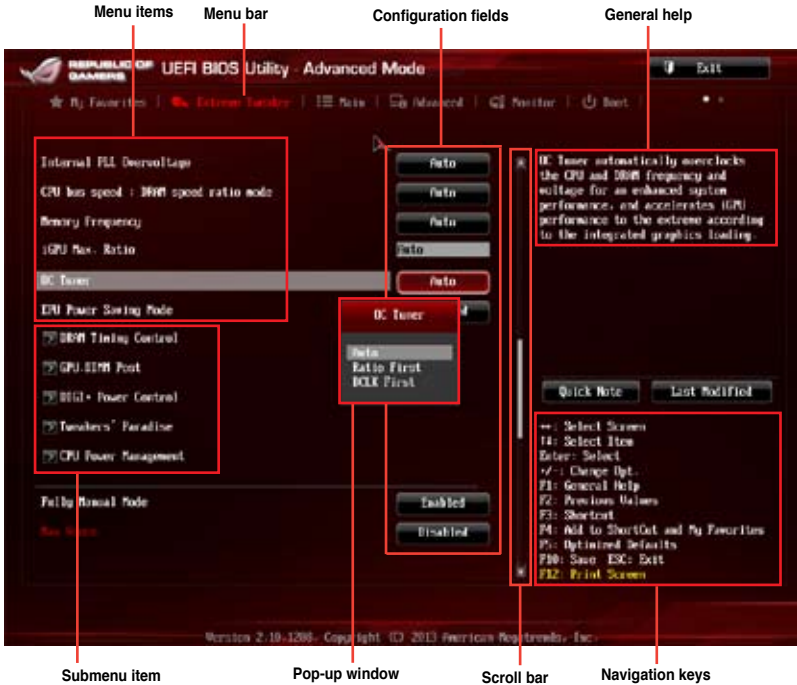 Menu items
Menu bar
Configuration fields
General help
REPUBLIC OF GAMERS
UEFI BIOS Utility - Advanced Mode
Exit
My Favorites
Extreme Tweaker
Main
Advanced
Monitor
Boot
Internal PLL Overvoltage
Auto
CPU bus speed : DRAM speed ratio mode
Auto
Memory Frequency
Auto
iGPU Max. Ratio
Auto
OC Tuner
Auto
EPU Power Saving Mode
OC Tuner
Auto
Ratio First
BCLK First
DRAM Timing Control
GPU.DIMM Post
DIGI+ Power Control
Tweakers' Paradise
CPU Power Management
Fully Manual Mode
Enabled
Disabled
OC Tuner automatically overclocks
the CPU and DRAM frequency and
voltage for an enhanced system
performance, and accelerates iGPU
performance to the extreme according
to the integrated graphics loading.
Quick Note
Last Modified
↔: Select Screen
↑↓: Select Item
Enter: Select
+/-: Change Opt.
F1: General Help
F2: Previous Values
F3: Shortcut
F4: Add to ShortCut and My Favorites
F5: Optimized Defaults
F10: Save ESC: Exit
F12: Print Screen
Version 2.10.1208. Copyright (C) 2013 American Megatrends, Inc.
Submenu item
Pop-up window
Scroll bar
Navigation keys